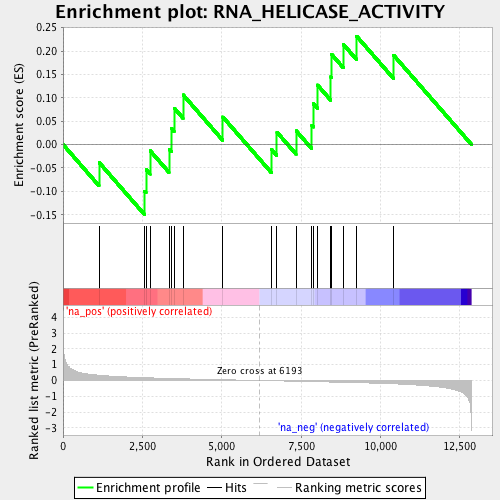 Enrichment plot: RNA_HELICASE_ACTIVITY
Enrichment score (ES)
0.25
0.20
0.15
0.10
0.05
0.00
-0.05
-0.10
-0.15
'na_pos' (positively correlated)
Ranked list metric (PreRanked)
4
3
2
1
0
-1
-2
-3
Zero cross at 6193
'na_neg' (negatively correlated)
0 2,500 5,000 7,500 10,000 12,500
Rank in Ordered Dataset
Enrichment profile Hits Ranking metric scores